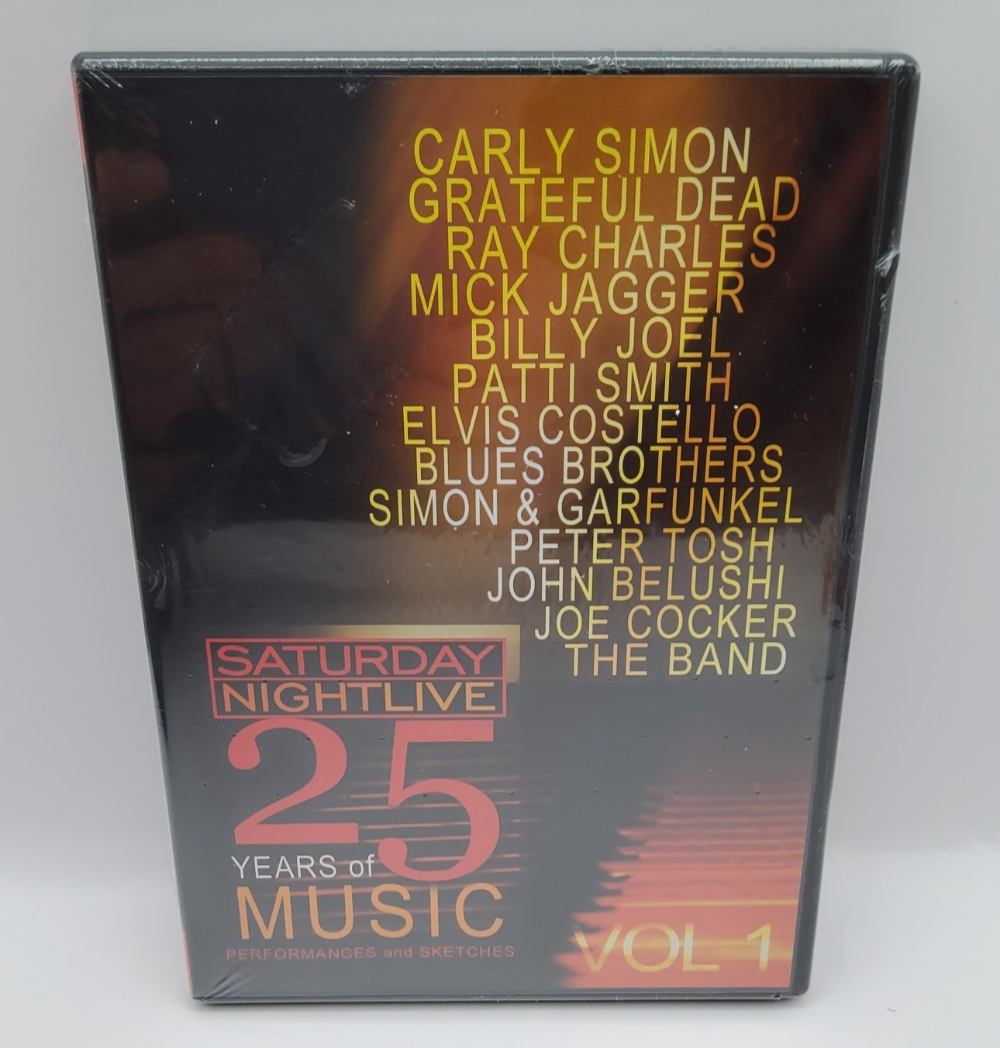 CARLY SIMON
GRATEFUL DEAD
RAY CHARLES
MICK JAGGER
BILLY JOEL
PATTI SMITH
ELVIS COSTELLO
BLUES BROTHERS
SIMON & GARFUNKEL
PETER TOSH
JOHN BELUSHI
JOE COCKER
THE BAND
SATURDAY
NIGHTLIVE
25
YEARS of
MUSIC
PERFORMANCES and SKETCHES
VOL 1